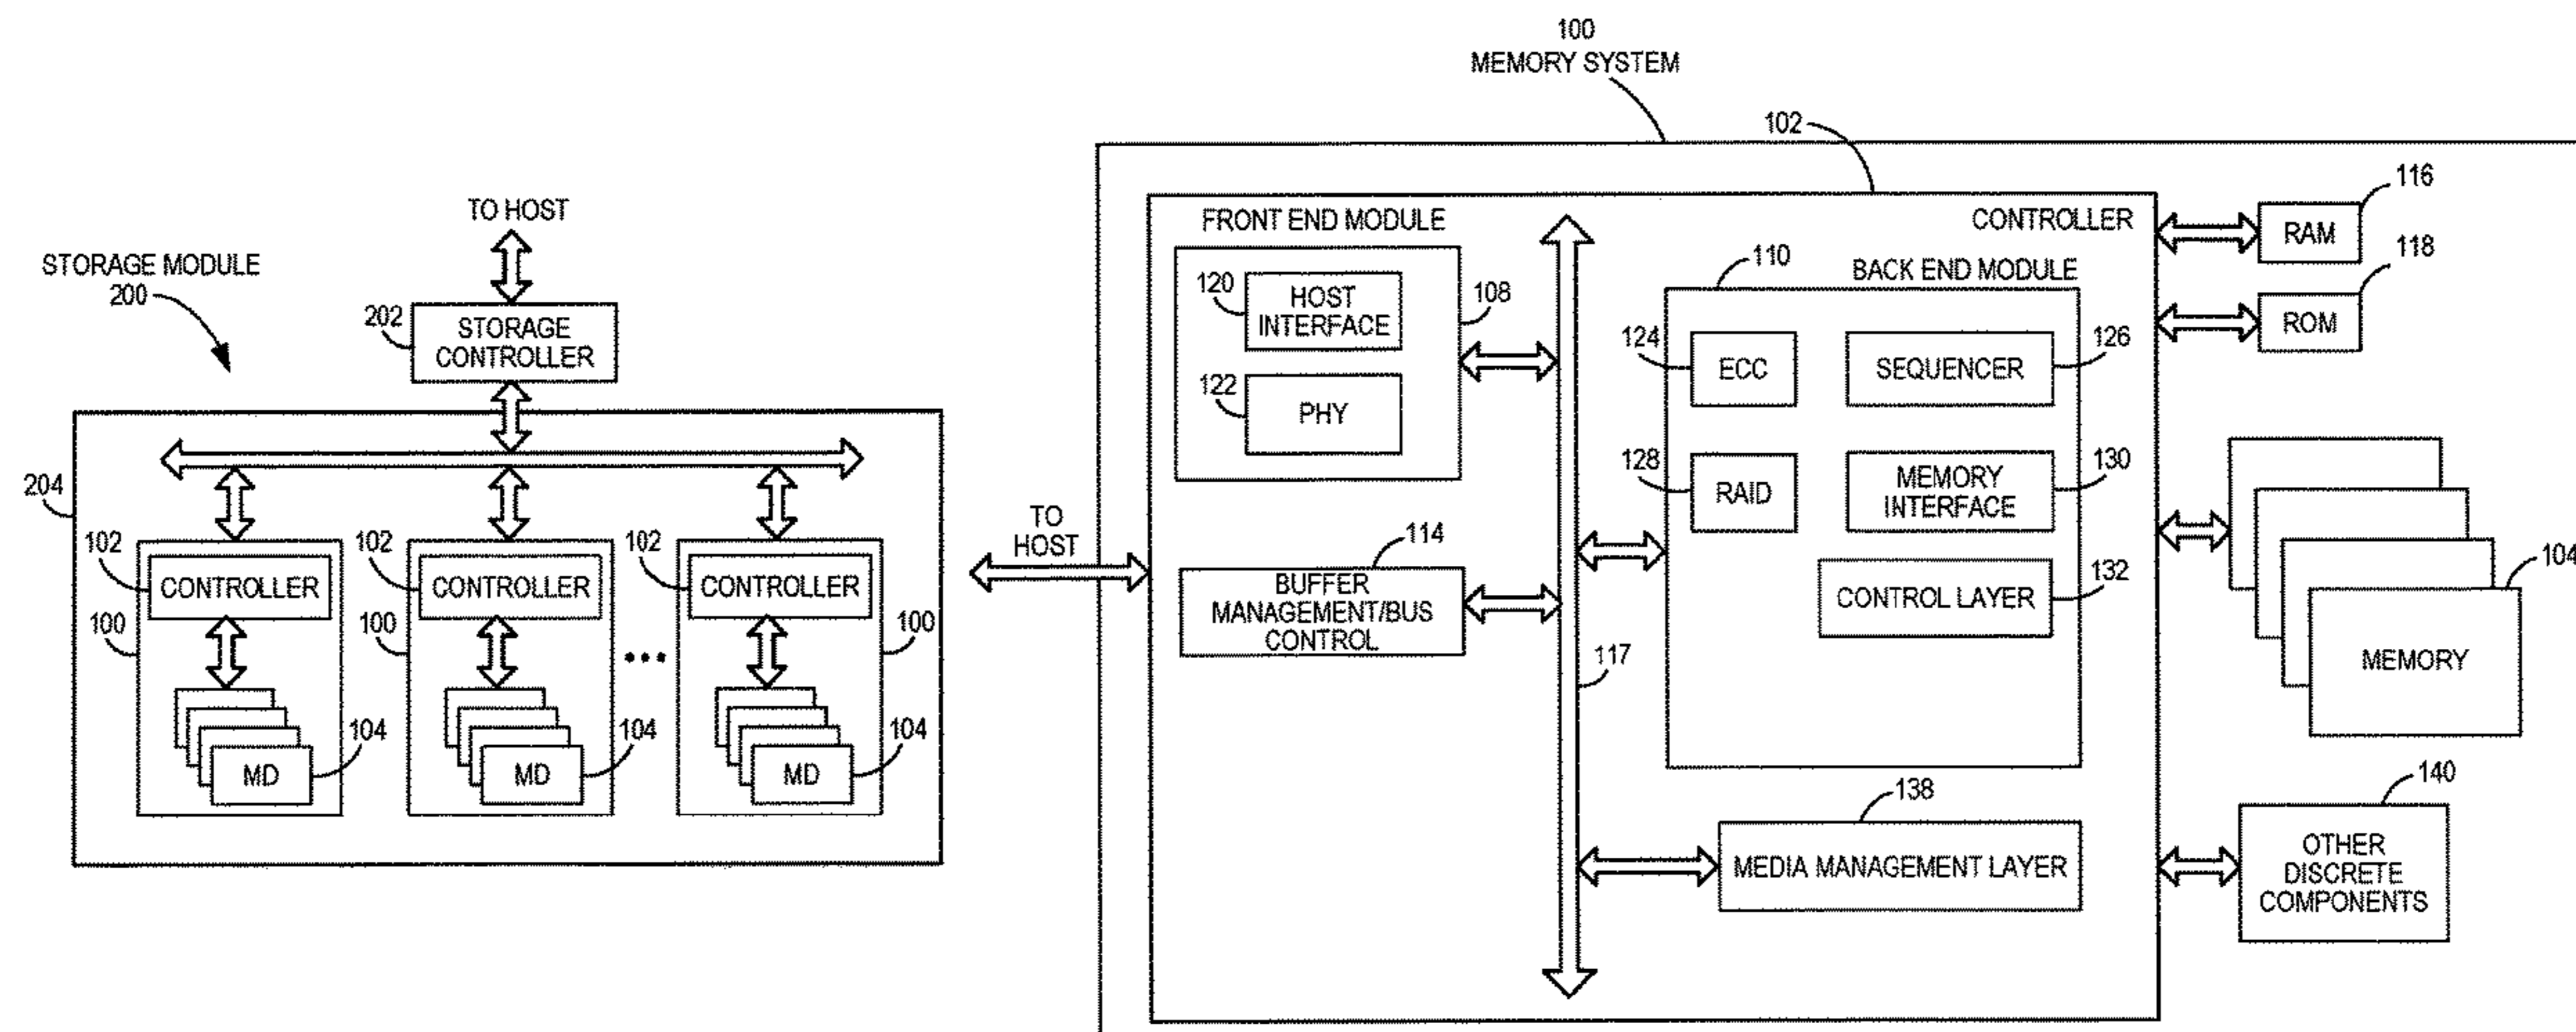 TO HOST
STORAGE MODULE
200
202
STORAGE
CONTROLLER
204
102
CONTROLLER
102
CONTROLLER
102
CONTROLLER
100
100
100
104
MD
104
MD
104
MD
100
MEMORY SYSTEM
102
TO
HOST
FRONT END MODULE
CONTROLLER
120
HOST
INTERFACE
108
122
PHY
114
BUFFER
MANAGEMENT/BUS
CONTROL
117
110
BACK END MODULE
124
ECC
126
SEQUENCER
128
RAID
130
MEMORY
INTERFACE
132
CONTROL LAYER
138
MEDIA MANAGEMENT LAYER
116
RAM
118
ROM
104
MEMORY
140
OTHER
DISCRETE
COMPONENTS